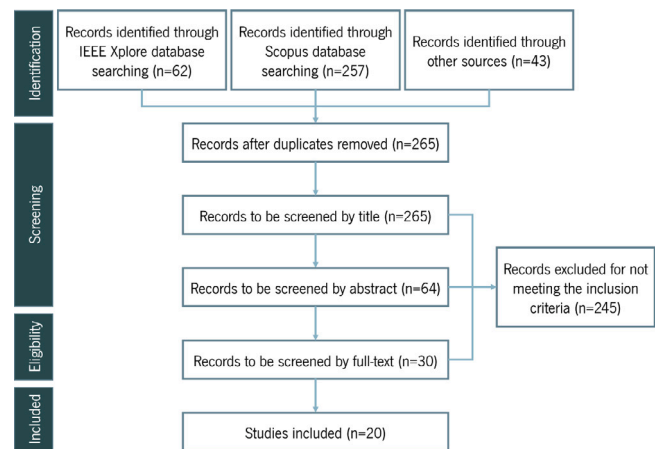 Identification
Records identified through
IEEE Xplore database
searching (n=62)
Records identified through
Scopus database
searching (n=257)
Records identified through
other sources (n=43)
Screening
Records after duplicates removed (n=265)
Records to be screened by title (n=265)
Records to be screened by abstract (n=64)
Records excluded for not
meeting the inclusion
criteria (n=245)
Eligibility
Records to be screened by full-text (n=30)
Included
Studies included (n=20)